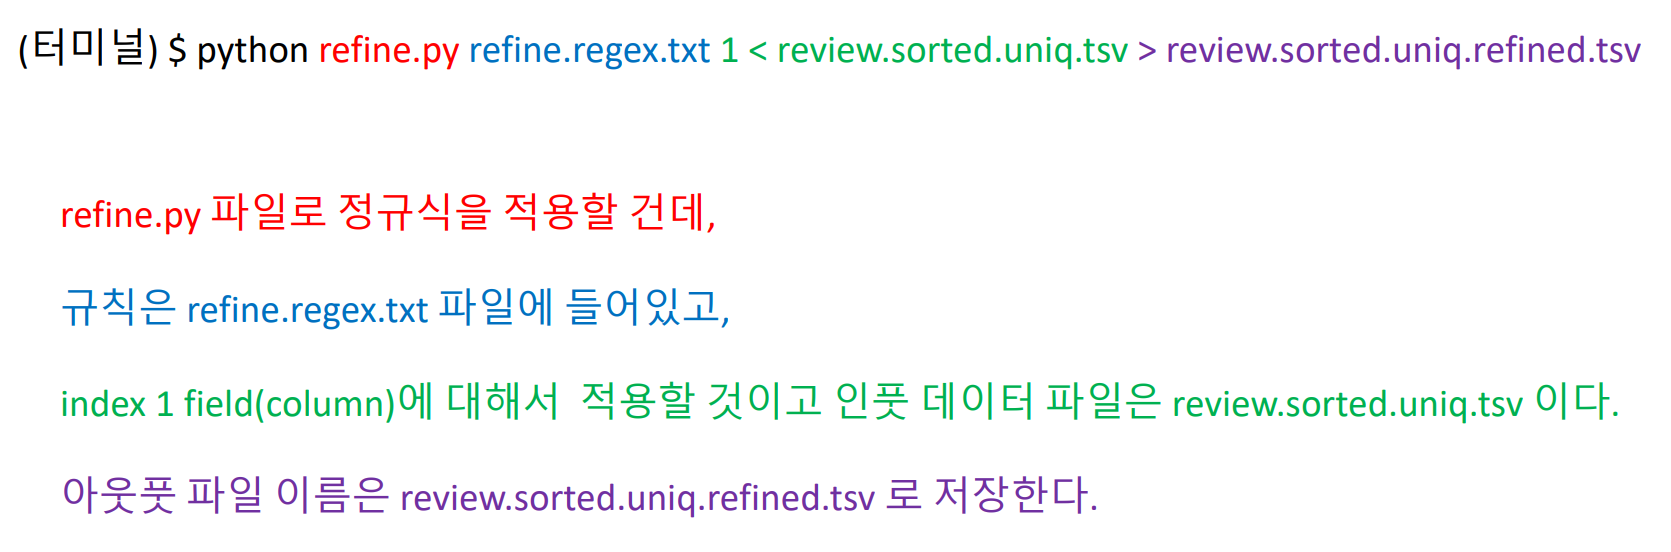 (터미널) $ python refine.py refine.regex.txt 1 < review.sorted.uniq.tsv > review.sorted.uniq.refined.tsv
refine.py 파일로 정규식을 적용할 건데,
규칙은 refine.regex.txt 파일에 들어있고,
index 1 field(column)에 대해서 적용할 것이고 인풋 데이터 파일은 review.sorted.uniq.tsv 이다.
아웃풋 파일 이름은 review.sorted.uniq.refined.tsv 로 저장한다.